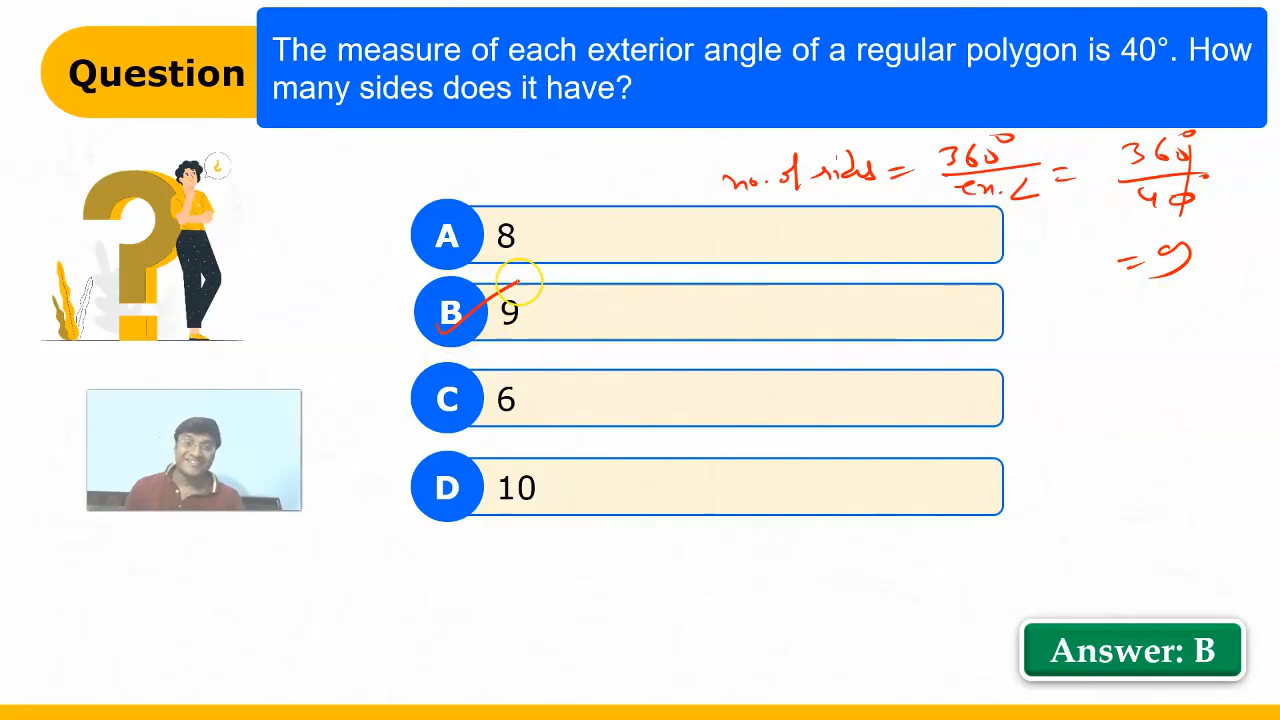 Question
The measure of each exterior angle of a regular polygon is 40°. How
many sides does it have?
¿
no. of sides = 360° / ex. ∠ = 360° / 40°
= 9
A 8
B 9
C 6
D 10
Answer: B